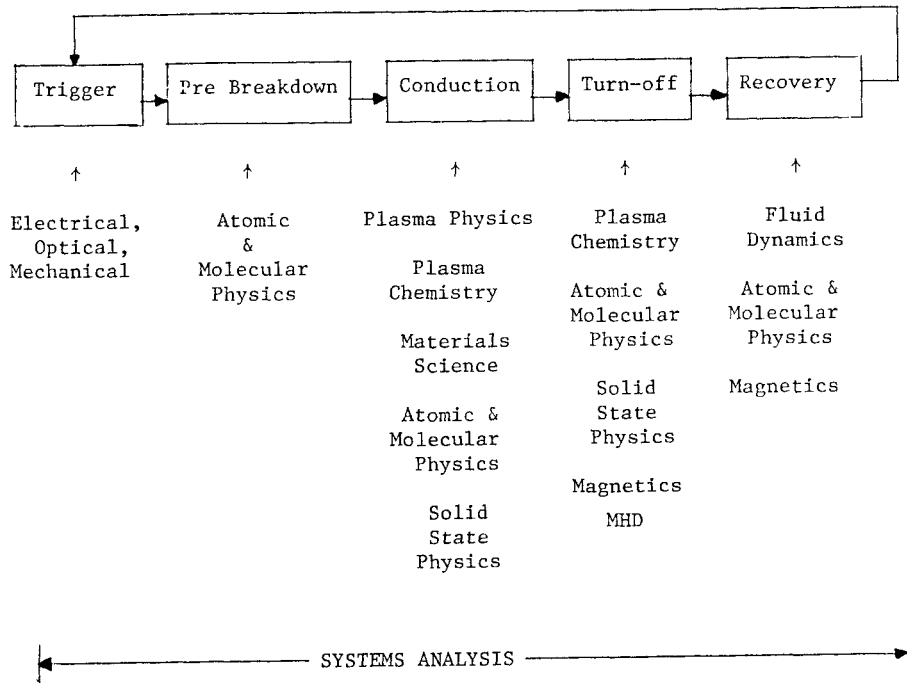 Trigger
Pre Breakdown
Conduction
Turn-off
Recovery
Electrical,
Optical,
Mechanical
Atomic
&
Molecular
Physics
Plasma Physics
Plasma
Chemistry
Materials
Science
Atomic &
Molecular
Physics
Solid
State
Physics
Plasma
Chemistry
Atomic &
Molecular
Physics
Solid
State
Physics
Magnetics
MHD
Fluid
Dynamics
Atomic &
Molecular
Physics
Magnetics
SYSTEMS ANALYSIS